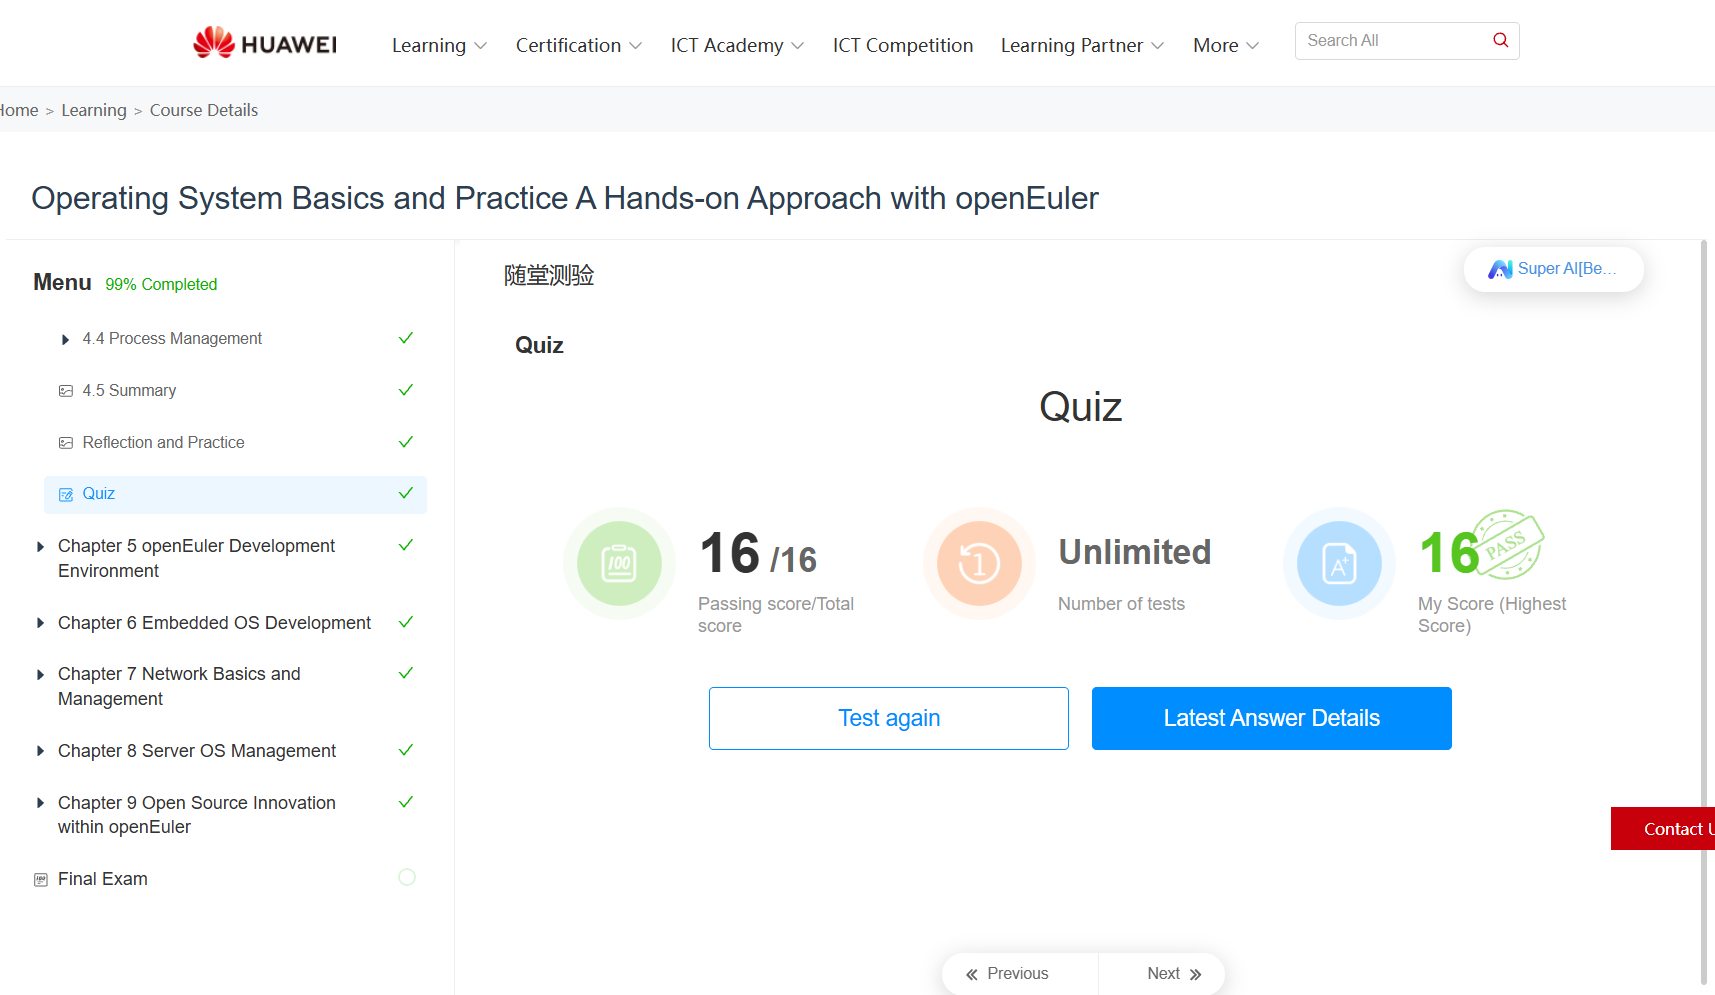 HUAWEI
Learning
Certification
ICT Academy
ICT Competition
Learning Partner
More
Search All
Home > Learning > Course Details
Operating System Basics and Practice A Hands-on Approach with openEuler
Menu 99% Completed
4.4 Process Management
4.5 Summary
Reflection and Practice
Quiz
Chapter 5 openEuler Development
Environment
Chapter 6 Embedded OS Development
Chapter 7 Network Basics and
Management
Chapter 8 Server OS Management
Chapter 9 Open Source Innovation
within openEuler
Final Exam
随堂测验
Super AI[Be...
Quiz
Quiz
100
16 /16
Passing score/Total
score
1
Unlimited
Number of tests
A+
16
PASS
My Score (Highest
Score)
Test again
Latest Answer Details
Contact U
Previous
Next